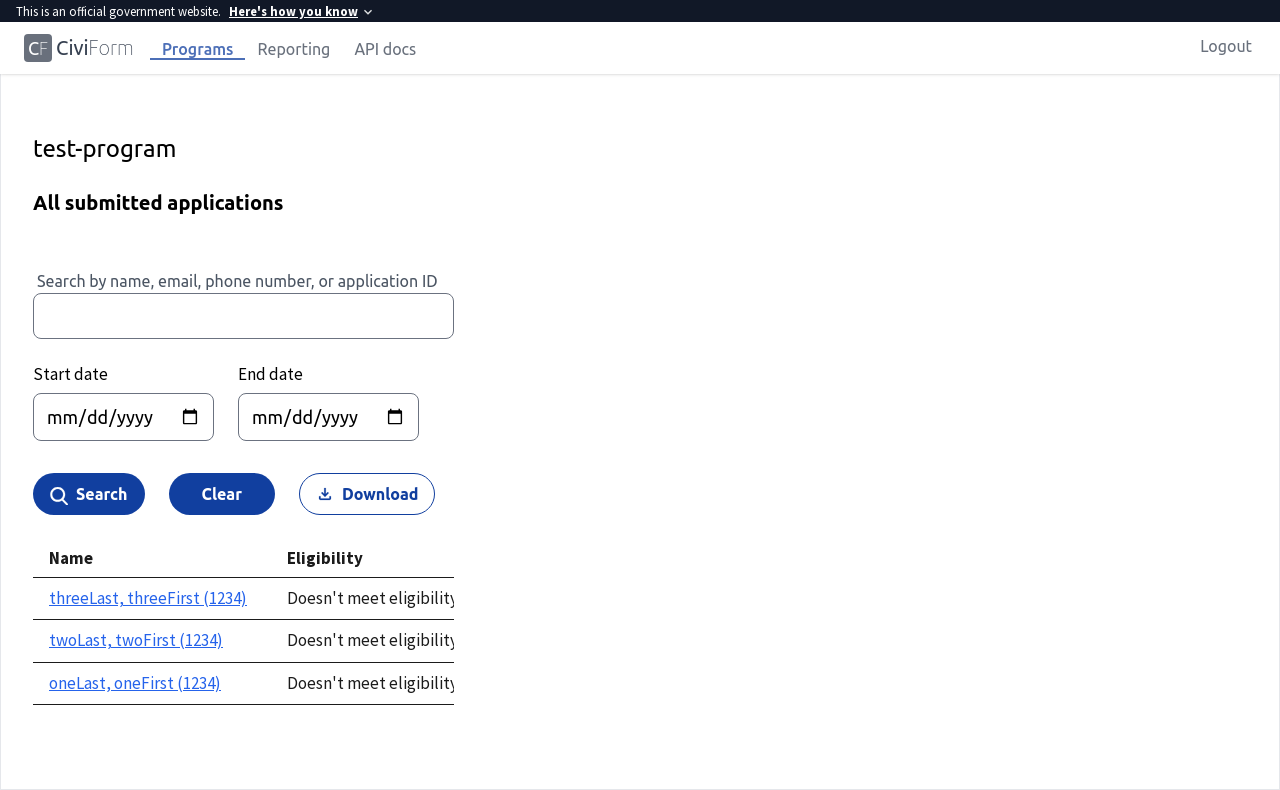 This is an official government website. Here's how you know
CF CiviForm Programs Reporting API docs Logout
test-program
All submitted applications
Search by name, email, phone number, or application ID
Start date End date
mm/dd/yyyy mm/dd/yyyy
Search Clear Download
Name Eligibility
threeLast, threeFirst (1234) Doesn't meet eligibility
twoLast, twoFirst (1234) Doesn't meet eligibility
oneLast, oneFirst (1234) Doesn't meet eligibility